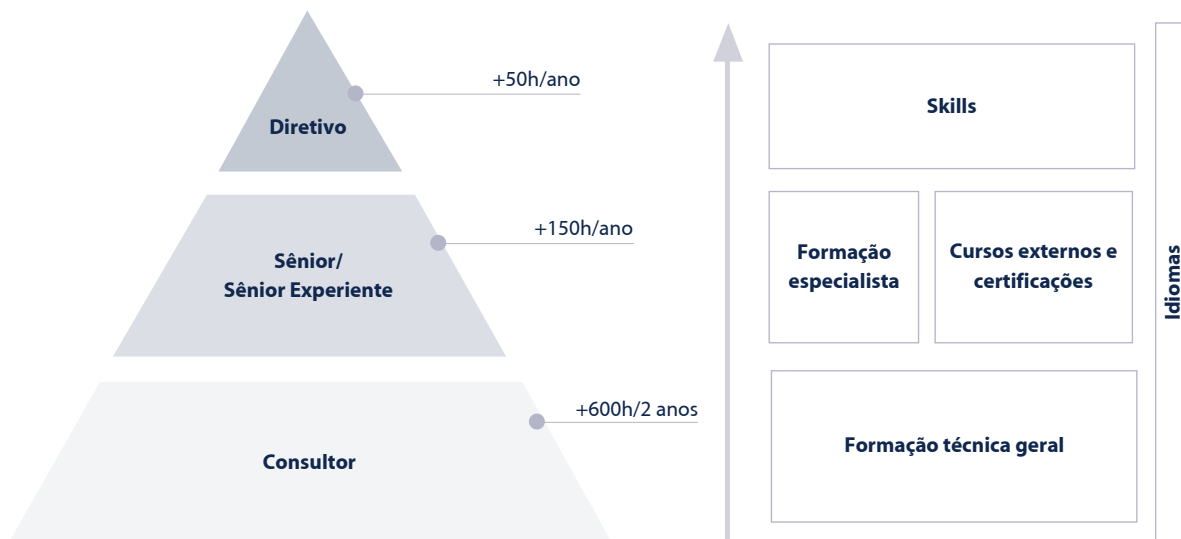 +50h/ano
Diretivo
+150h/ano
Sênior/
Sênior Experiente
+600h/2 anos
Consultor
Skills
Formação
especialista
Cursos externos e
certificações
Formação técnica geral
Idiomas